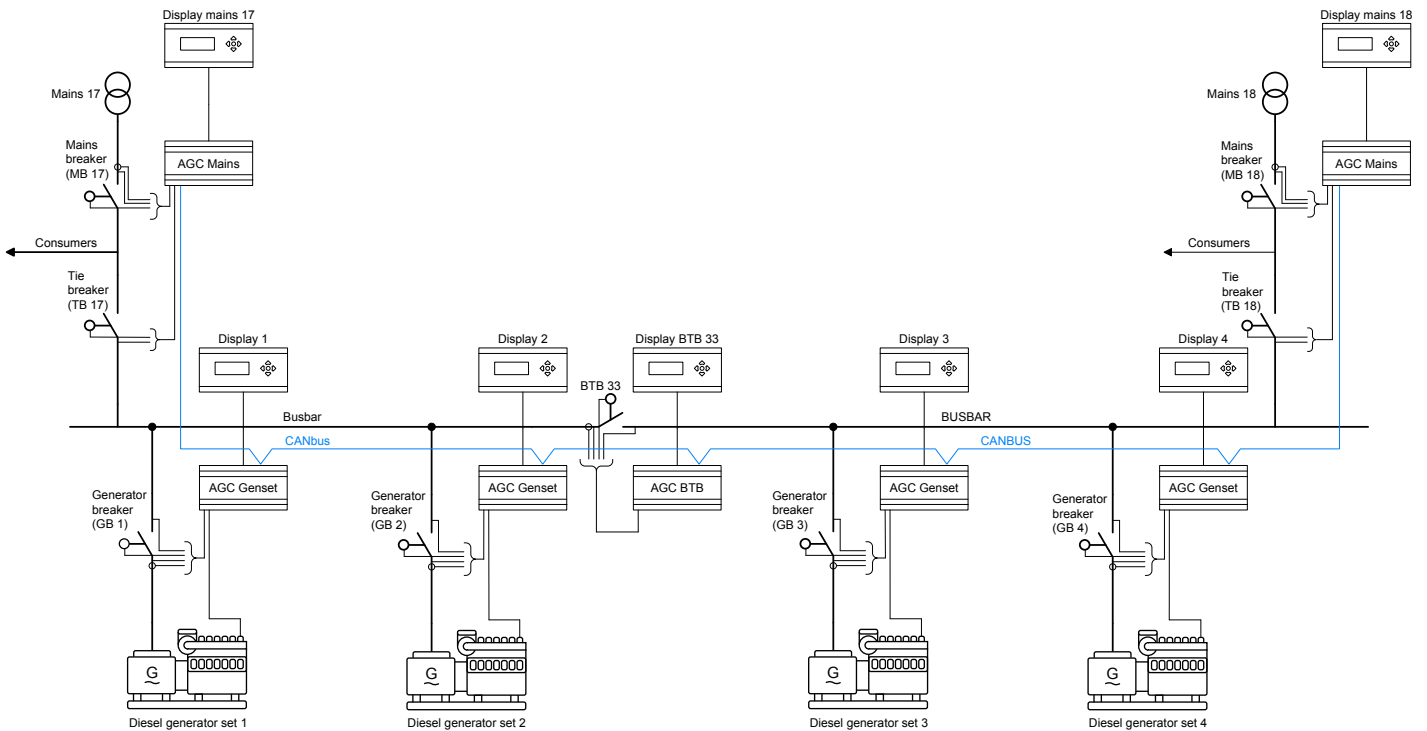 Display mains 17
Display mains 18
Mains 17
Mains 18
Mains
breaker
(MB 17)
AGC Mains
Mains
breaker
(MB 18)
AGC Mains
Consumers
Consumers
Tie
breaker
(TB 17)
Tie
breaker
(TB 18)
Display 1
Display 2
Display BTB 33
Display 3
Display 4
BTB 33
Busbar
BUSBAR
CANbus
CANBUS
AGC Genset
AGC Genset
AGC BTB
AGC Genset
AGC Genset
Generator
breaker
(GB 1)
Generator
breaker
(GB 2)
Generator
breaker
(GB 3)
Generator
breaker
(GB 4)
G
~
G
~
G
~
G
~
Diesel generator set 1
Diesel generator set 2
Diesel generator set 3
Diesel generator set 4